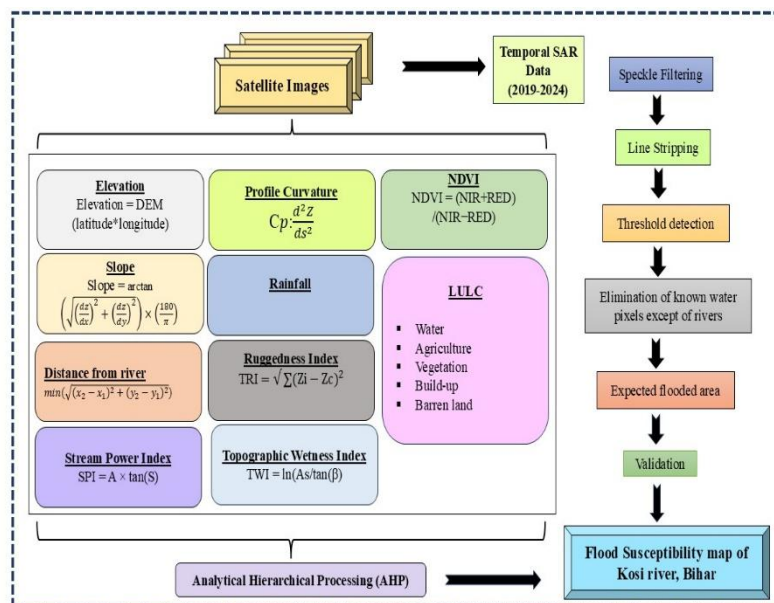 Satellite Images
Temporal SAR
Data
(2019-2024)
Speckle Filtering
Line Stripping
Threshold detection
Elimination of known water
pixels except of rivers
Expected flooded area
Validation
Flood Susceptibility map of
Kosi river, Bihar
Elevation
Elevation = DEM
(latitude*longitude)
Profile Curvature
Cp: d²Z/ds²
NDVI
NDVI = (NIR+RED)
/(NIR−RED)
Slope
Slope = arctan
(√((dz/dx)² + (dz/dy)²)) × (180/π)
Rainfall
LULC
▪ Water
▪ Agriculture
▪ Vegetation
▪ Build-up
▪ Barren land
Distance from river
min(√(x₂ − x₁)² + (y₂ − y₁)²)
Ruggedness Index
TRI = √∑(Zi − Zc)²
Stream Power Index
SPI = A × tan(S)
Topographic Wetness Index
TWI = ln(As/tan(β)
Analytical Hierarchical Processing (AHP)